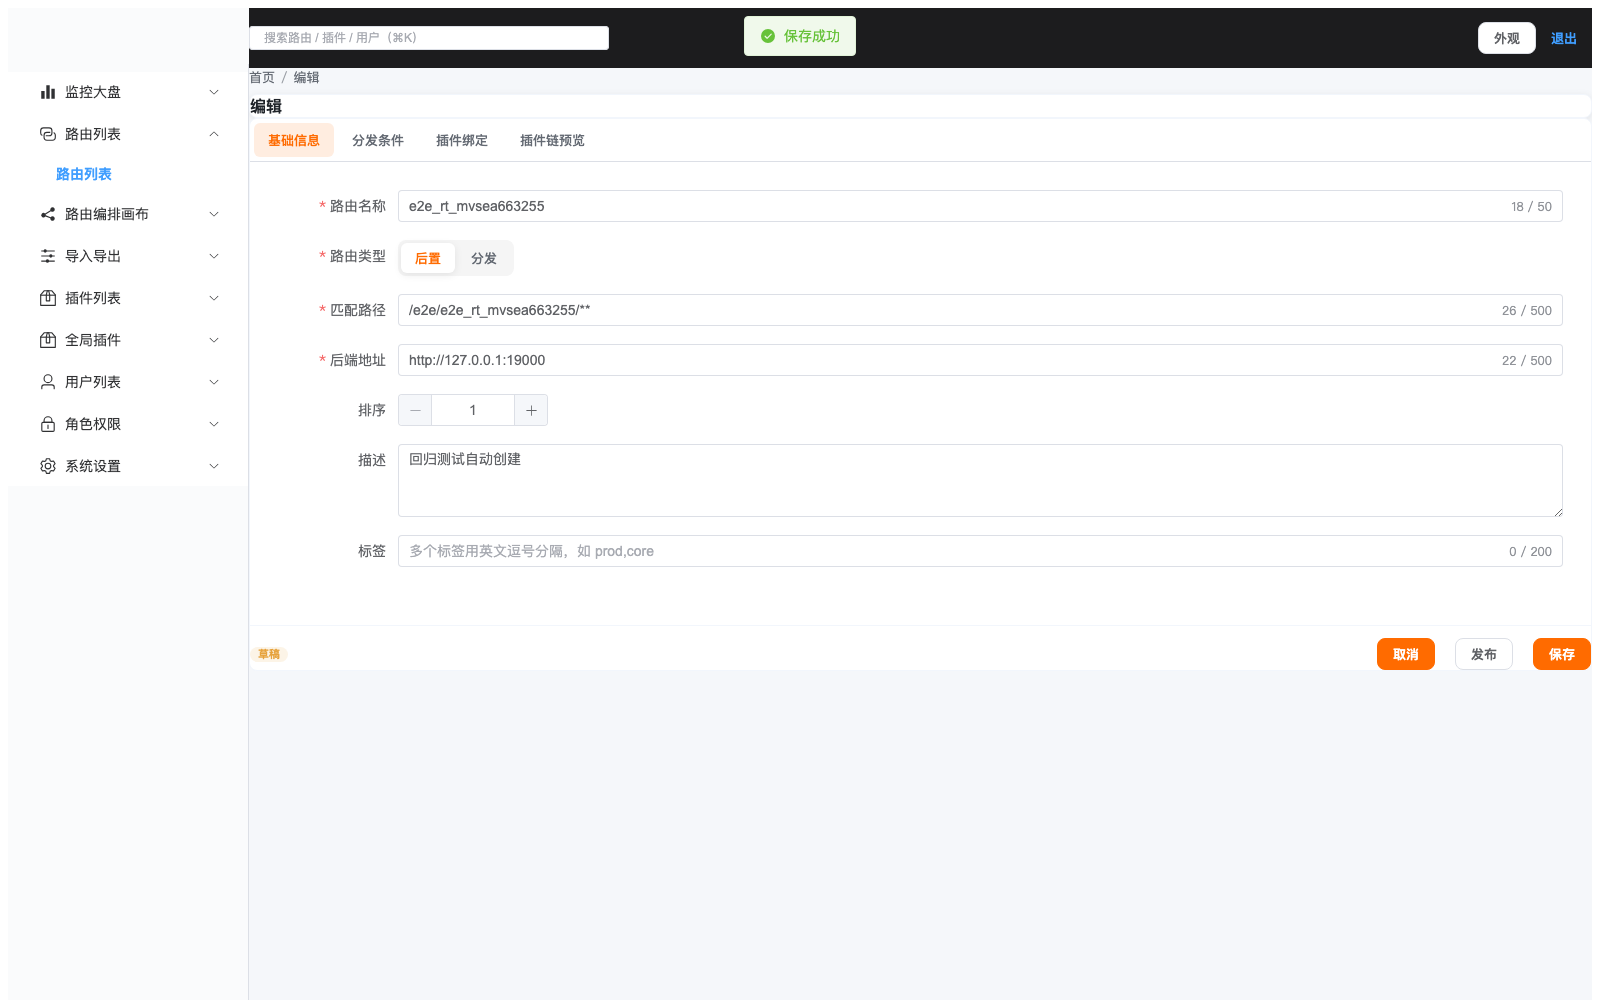 搜索路由 / 插件 / 用户（⌘K）
保存成功
外观
退出
监控大盘
路由列表
路由列表
路由编排画布
导入导出
插件列表
全局插件
用户列表
角色权限
系统设置
首页 / 编辑
编辑
基础信息 分发条件 插件绑定 插件链预览
* 路由名称 e2e_rt_mvsea663255 18 / 50
* 路由类型 后置 分发
* 匹配路径 /e2e/e2e_rt_mvsea663255/** 26 / 500
* 后端地址 http://127.0.0.1:19000 22 / 500
排序 1
描述 回归测试自动创建
标签 多个标签用英文逗号分隔，如 prod,core 0 / 200
草稿 取消 发布 保存